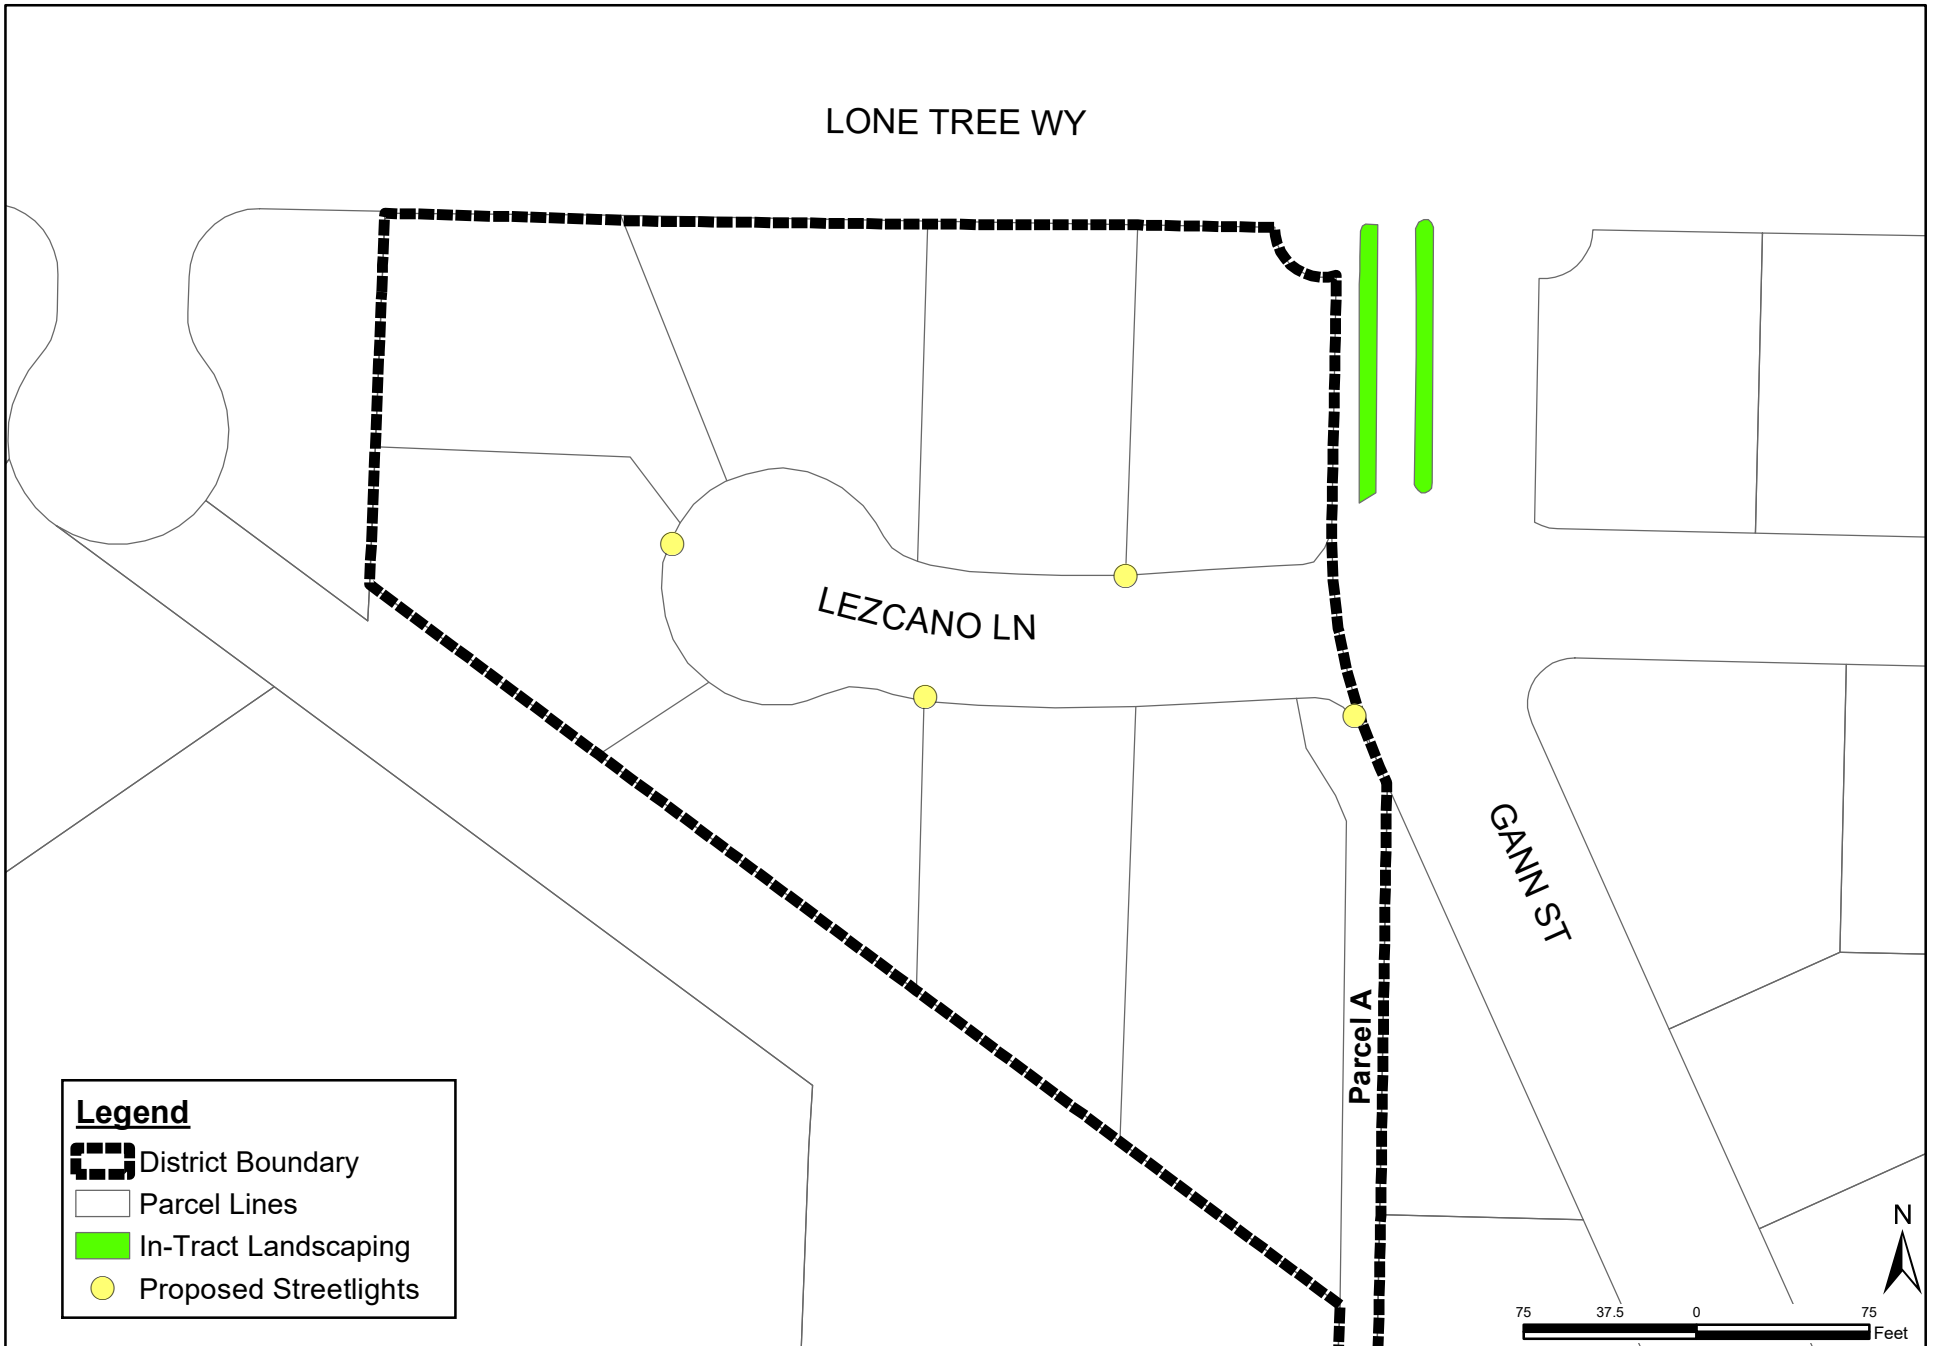 LONE TREE WY
LEZCANO LN
GANN ST
Parcel A
Legend
District Boundary
Parcel Lines
In-Tract Landscaping
Proposed Streetlights
N
75 37.5 0 75
Feet